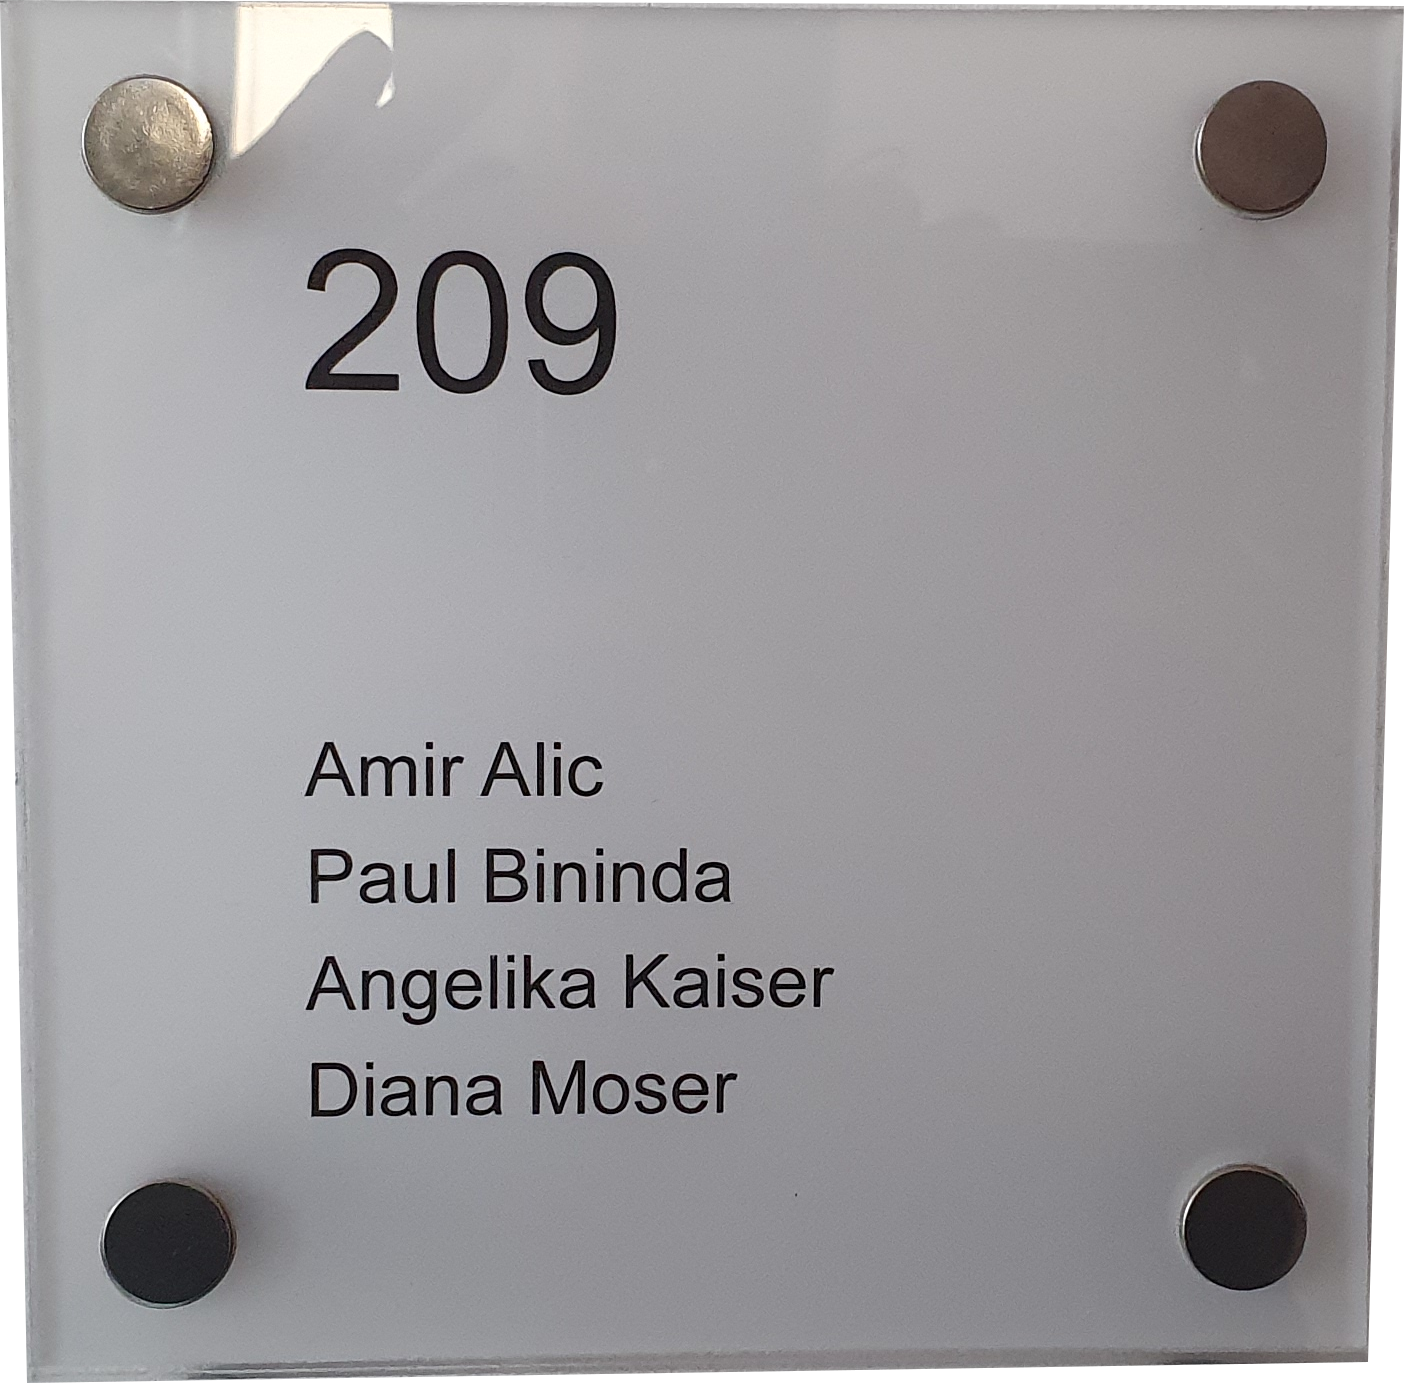 209
Amir Alic
Paul Bininda
Angelika Kaiser
Diana Moser